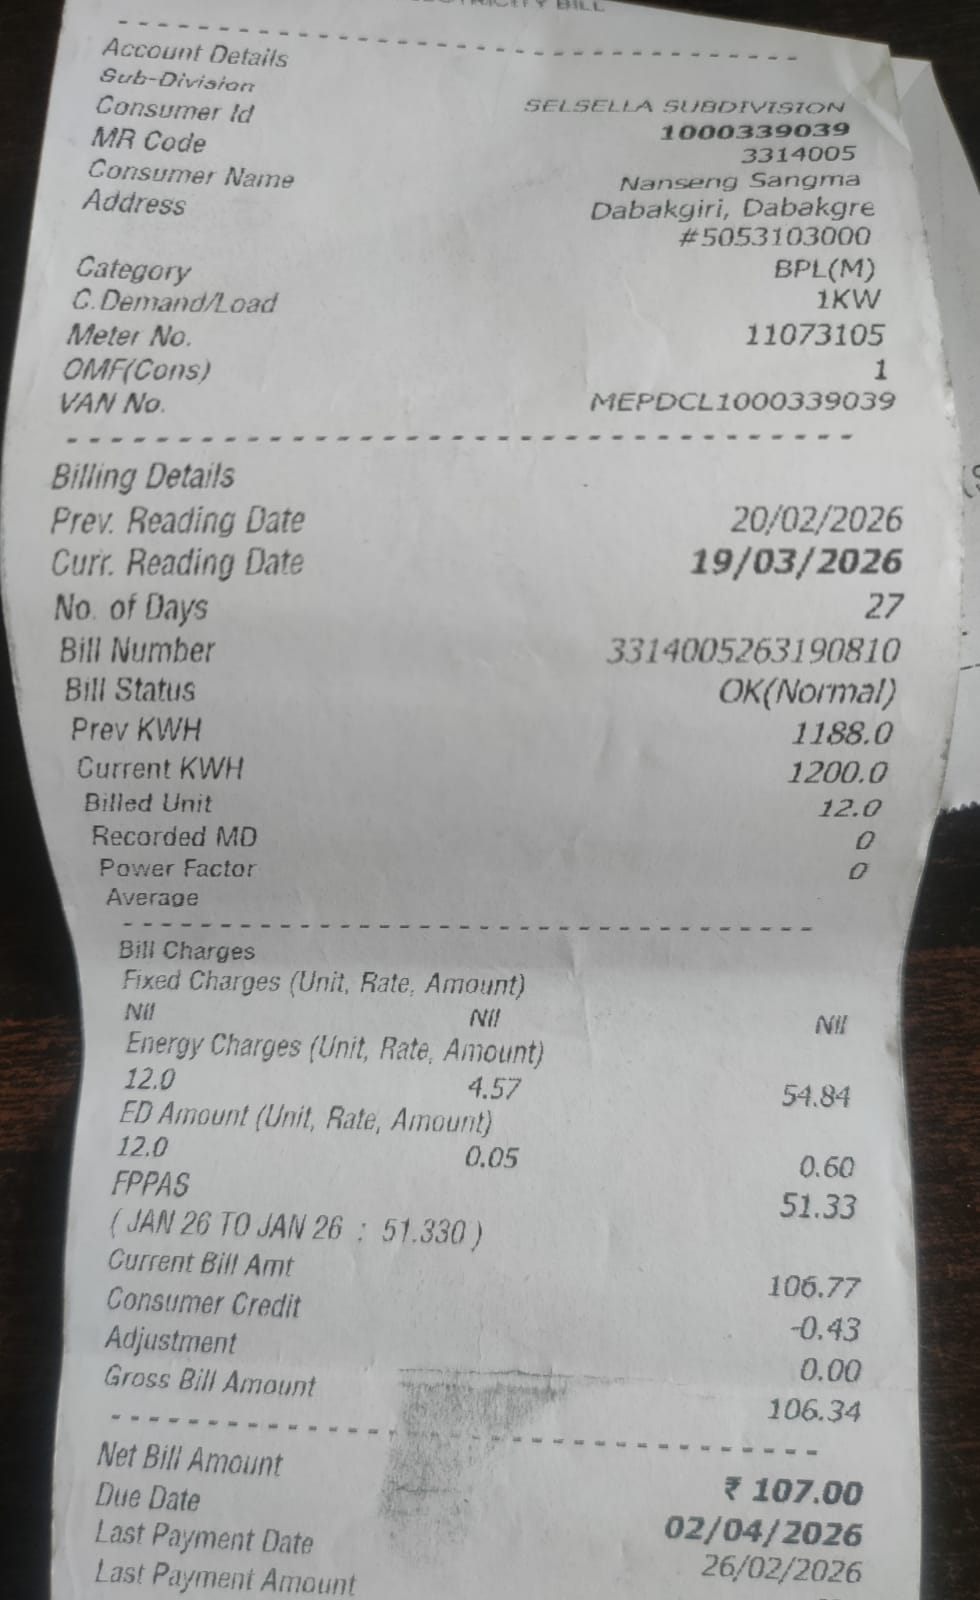 ELECTRICITY BILL
Account Details
Sub-Division SELSELLA SUBDIVISION
Consumer Id 1000339039
MR Code 3314005
Consumer Name Nanseng Sangma
Address Dabakgiri, Dabakgre
#5053103000
Category BPL(M)
C.Demand/Load 1KW
Meter No. 11073105
OMF(Cons) 1
VAN No. MEPDCL1000339039
Billing Details
Prev. Reading Date 20/02/2026
Curr. Reading Date 19/03/2026
No. of Days 27
Bill Number 3314005263190810
Bill Status OK(Normal)
Prev KWH 1188.0
Current KWH 1200.0
Billed Unit 12.0
Recorded MD 0
Power Factor 0
Average
Bill Charges
Fixed Charges (Unit, Rate, Amount)
Nil Nil Nil
Energy Charges (Unit, Rate, Amount)
12.0 4.57 54.84
ED Amount (Unit, Rate, Amount)
12.0 0.05 0.60
FPPAS 51.33
( JAN 26 TO JAN 26 : 51.330 )
Current Bill Amt 106.77
Consumer Credit -0.43
Adjustment 0.00
Gross Bill Amount 106.34
Net Bill Amount ₹ 107.00
Due Date 02/04/2026
Last Payment Date 26/02/2026
Last Payment Amount